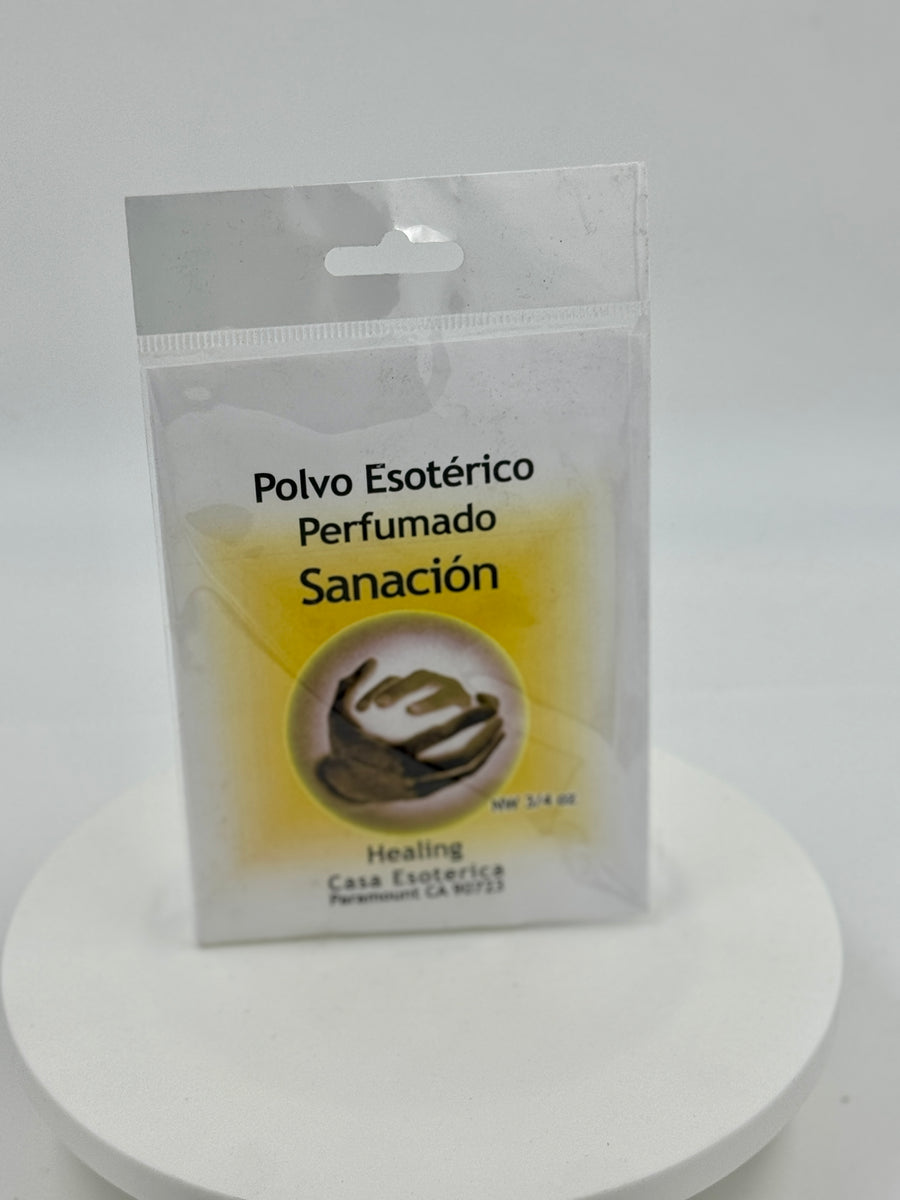 Polvo Esotérico
Perfumado
Sanación
NW 3/4 oz
Healing
Casa Esoterica
Paramount CA 90723